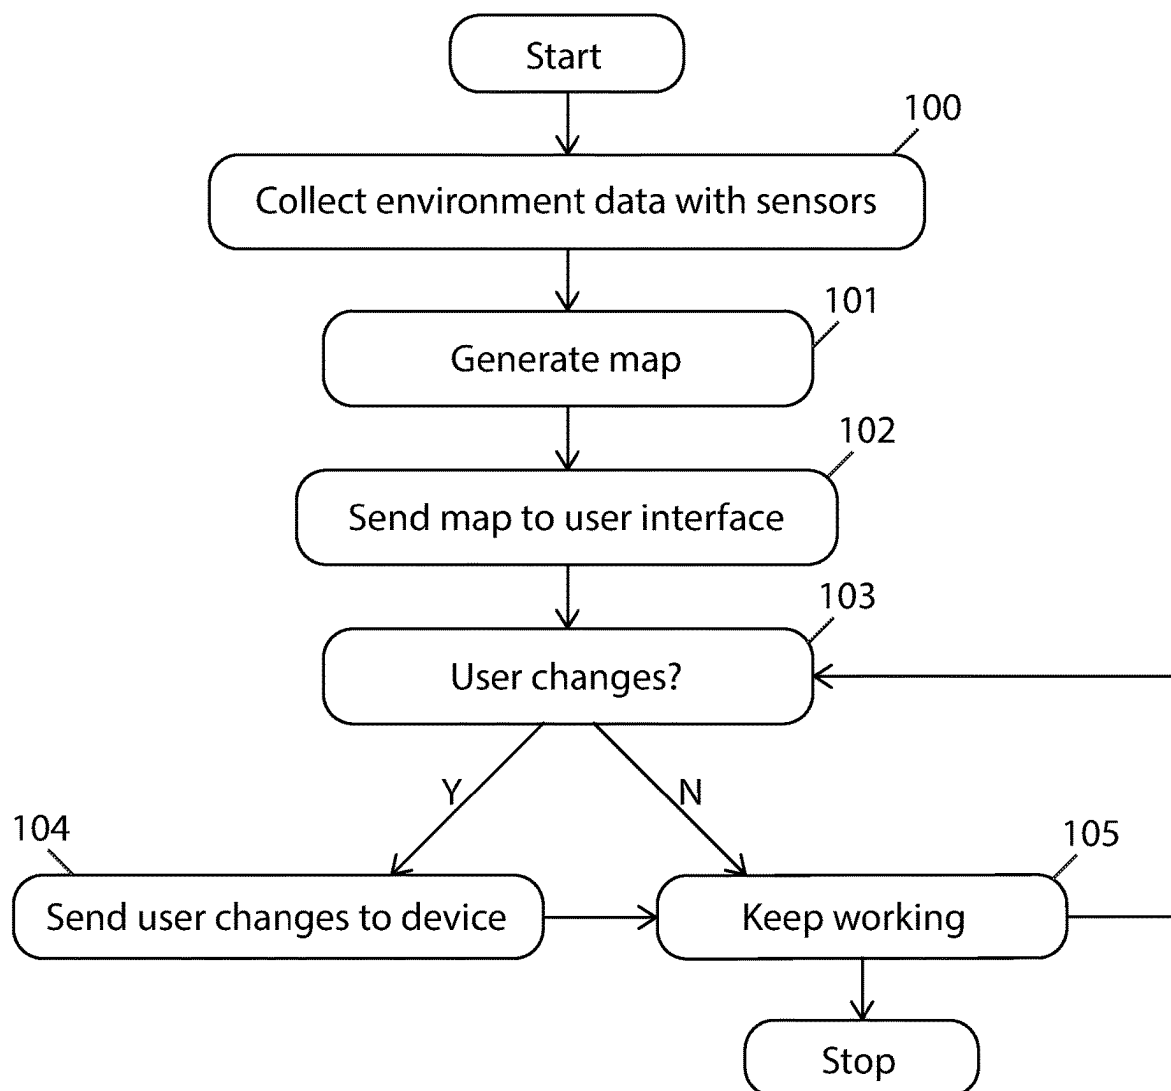 Start
100
Collect environment data with sensors
101
Generate map
102
Send map to user interface
103
User changes?
Y
N
104
105
Send user changes to device
Keep working
Stop